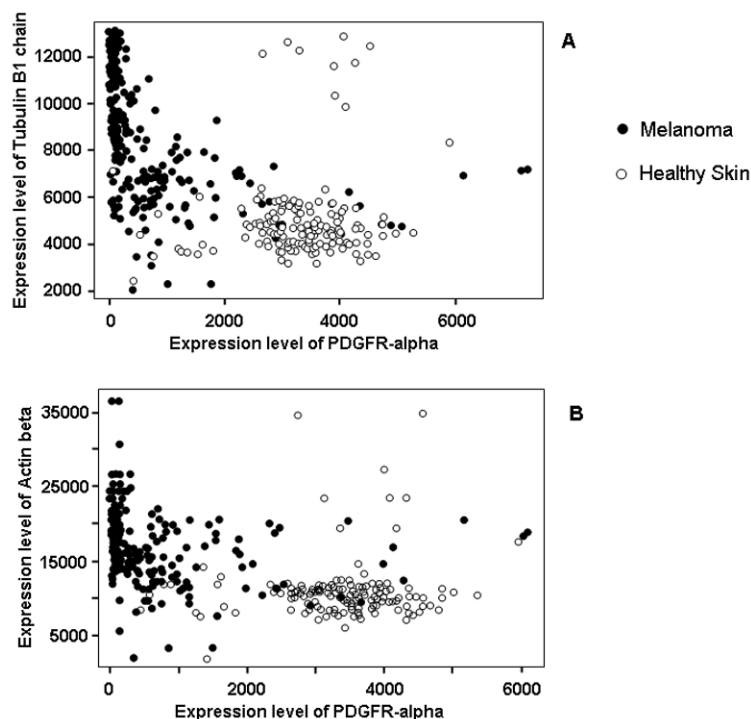 A
Expression level of Tubulin B1 chain
12000
10000
8000
6000
4000
2000
0 2000 4000 6000
Expression level of PDGFR-alpha
Melanoma
Healthy Skin
B
Expression level of Actin beta
35000
25000
15000
5000
0 2000 4000 6000
Expression level of PDGFR-alpha